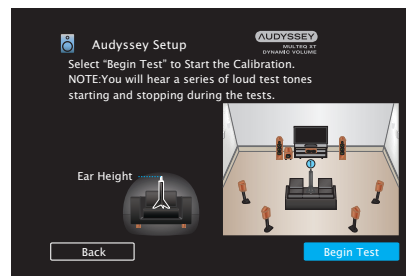 Audyssey Setup
AUDYSSEY
MULTEQ XT
DYNAMIC VOLUME
Select “Begin Test” to Start the Calibration.
NOTE:You will hear a series of loud test tones
starting and stopping during the tests.
Ear Height
1
Back
Begin Test